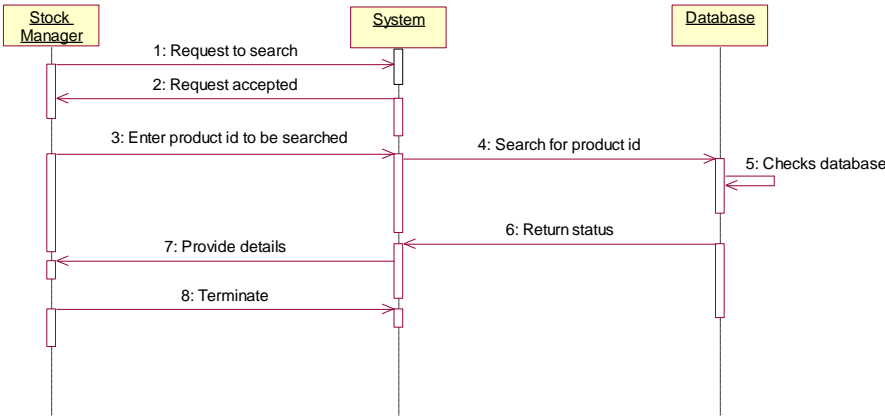 Stock
Manager
System
Database
1: Request to search
2: Request accepted
3: Enter product id to be searched
4: Search for product id
5: Checks database
6: Return status
7: Provide details
8: Terminate